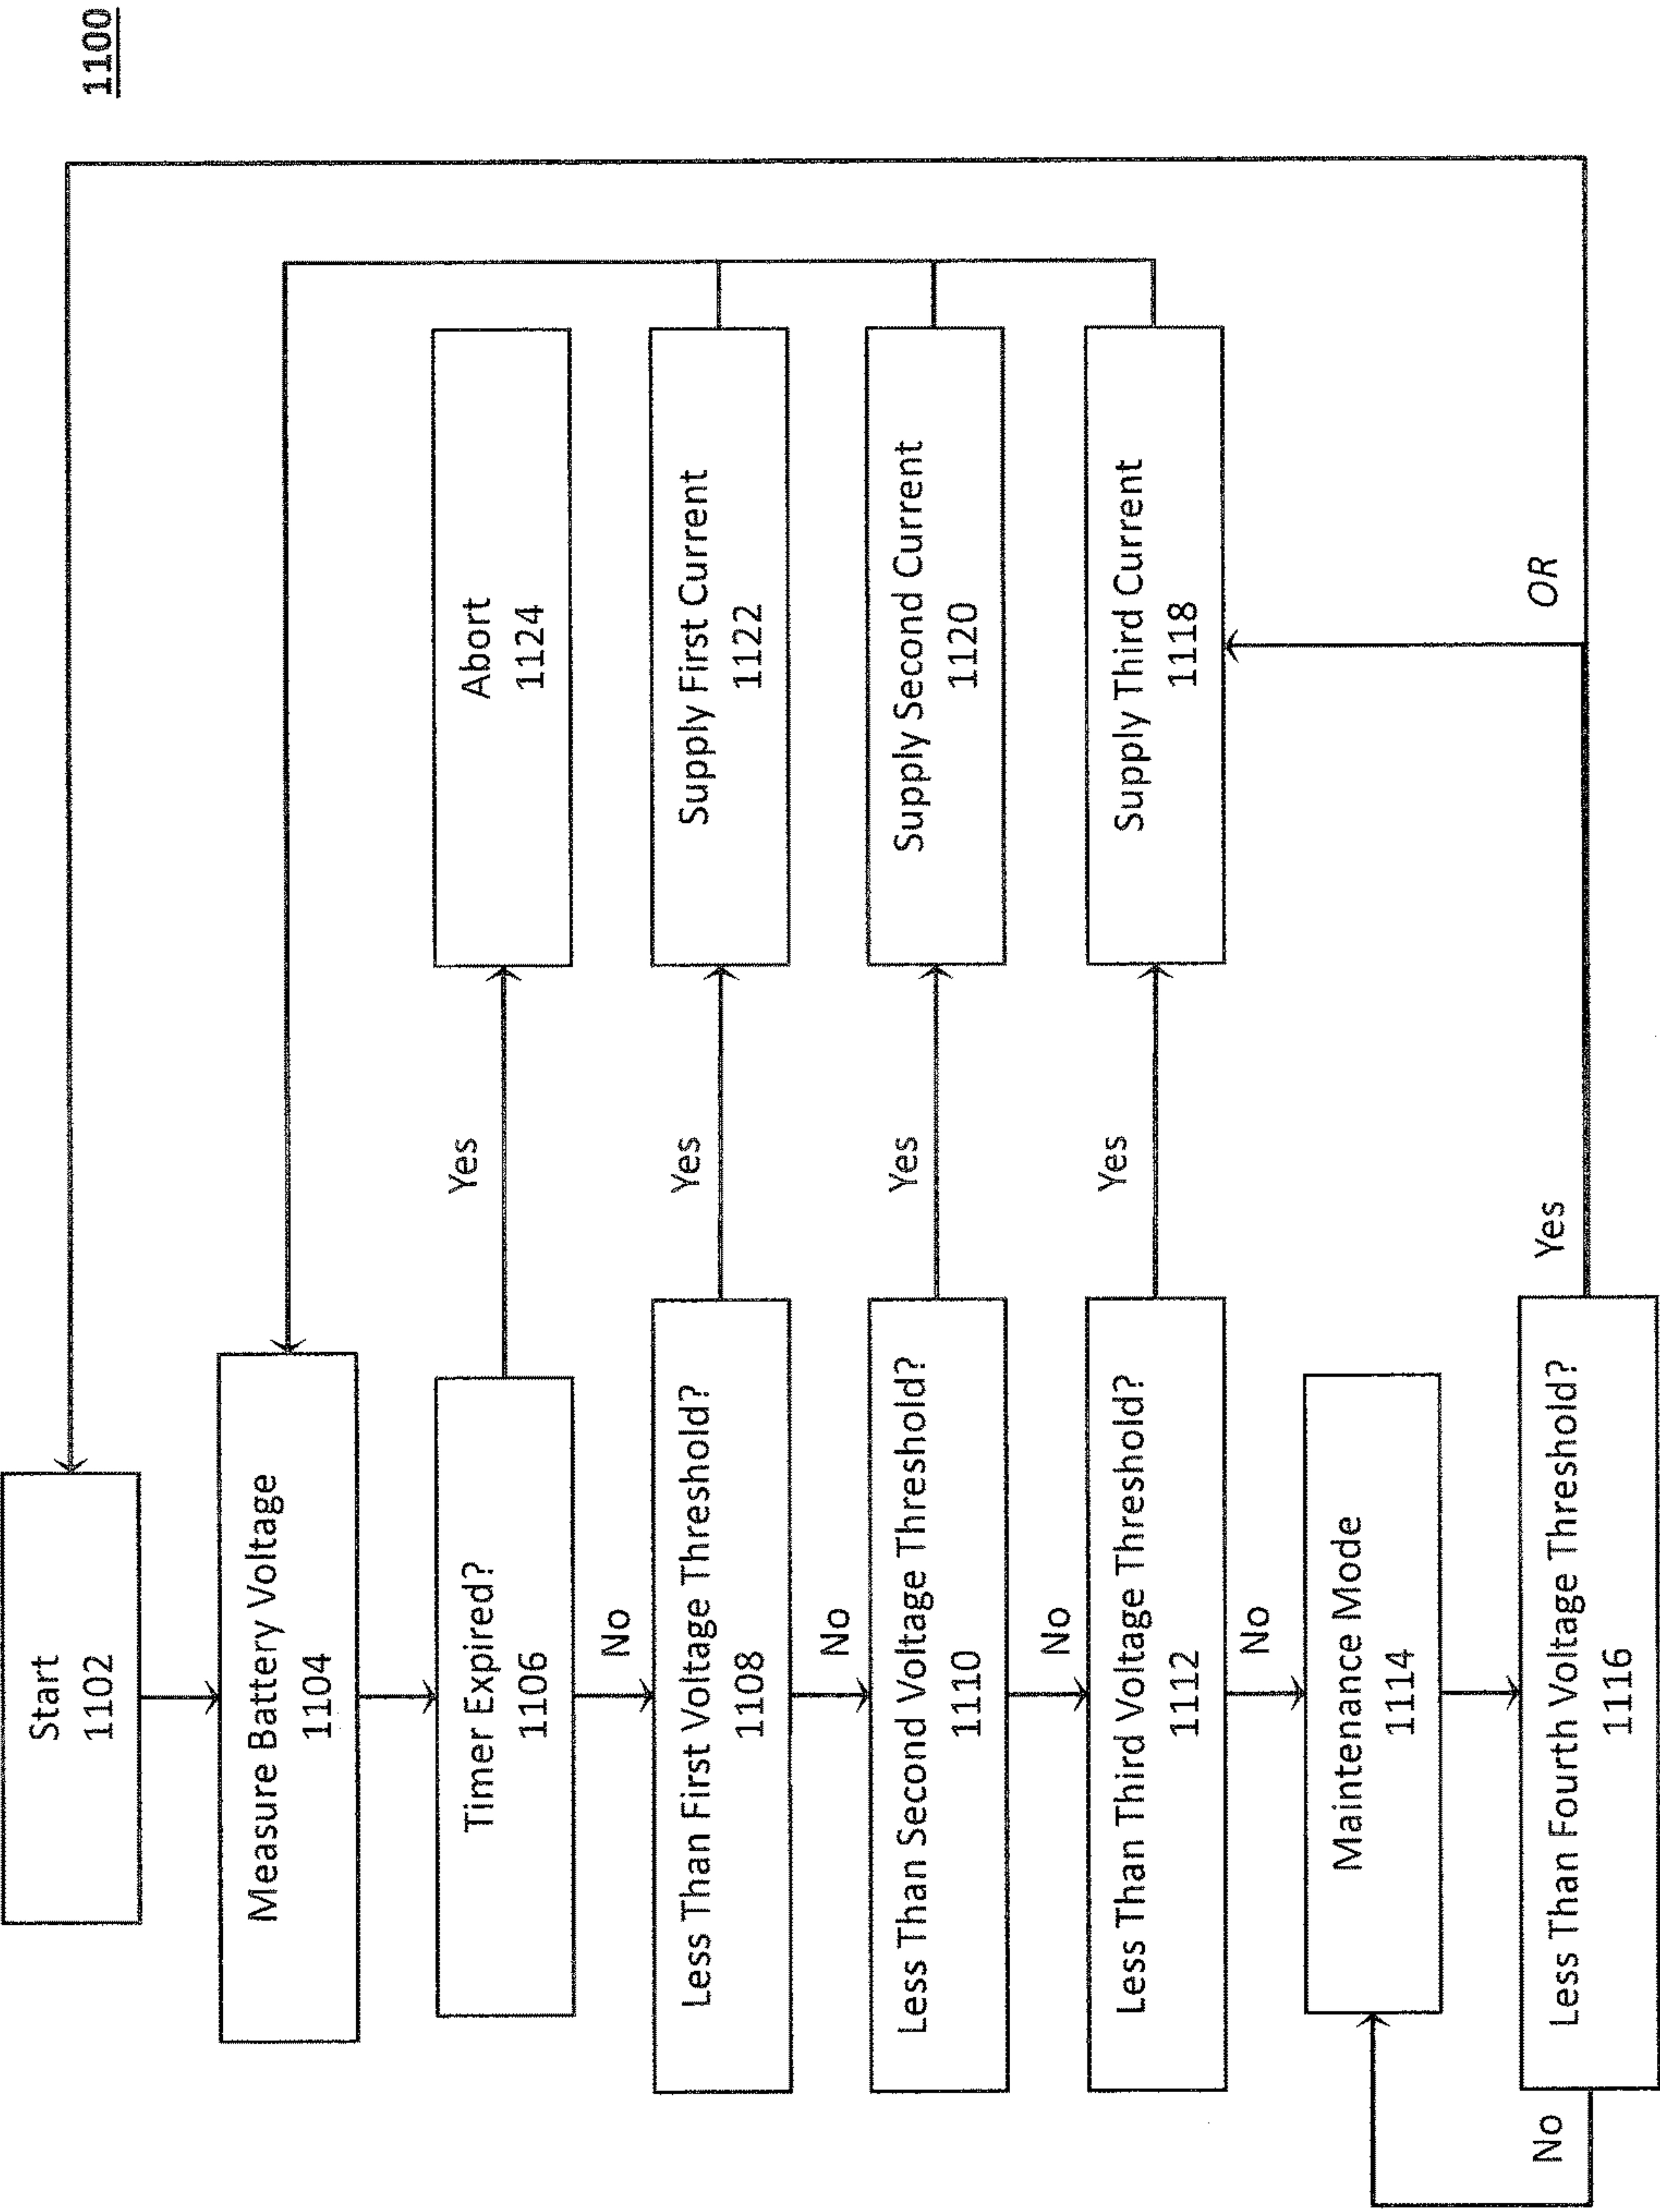 1100
Start
1102
Measure Battery Voltage
1104
Timer Expired?
1106
Yes
Abort
1124
No
Less Than First Voltage Threshold?
1108
Yes
Supply First Current
1122
No
Less Than Second Voltage Threshold?
1110
Yes
Supply Second Current
1120
No
Less Than Third Voltage Threshold?
1112
Yes
Supply Third Current
1118
No
Maintenance Mode
1114
No
Less Than Fourth Voltage Threshold?
1116
Yes
OR